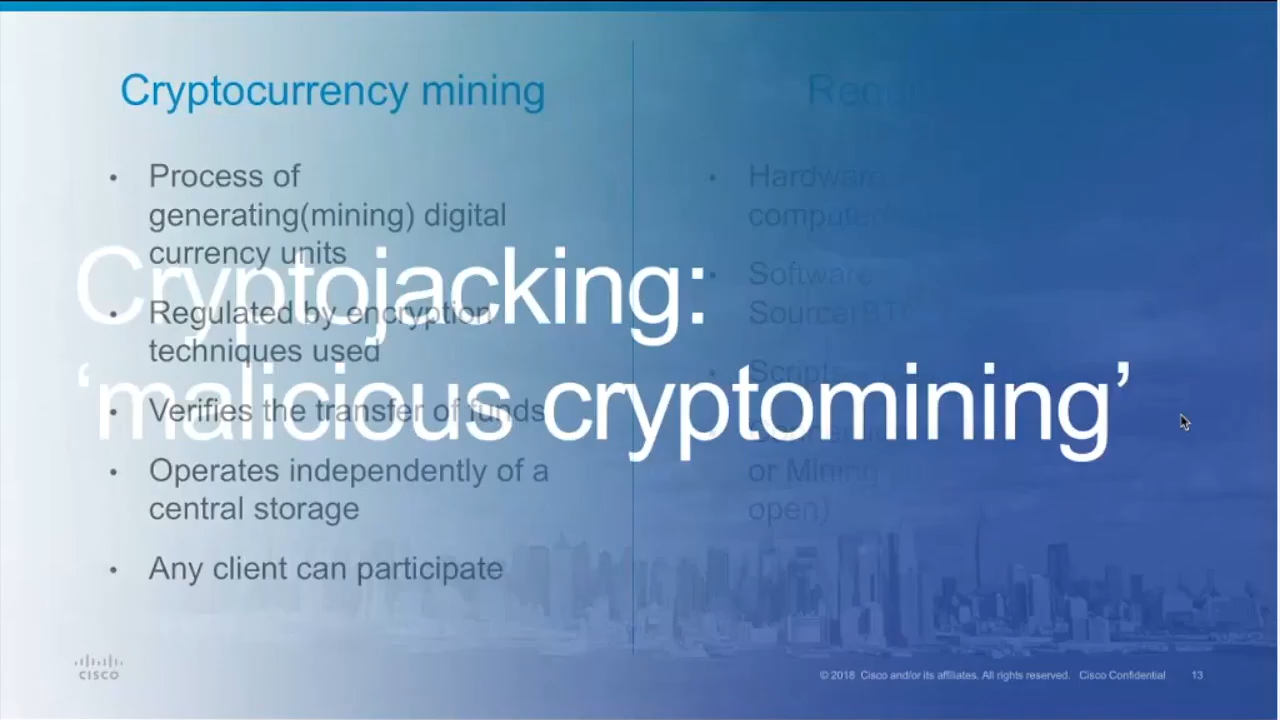 Cryptocurrency mining
• Process of
generating(mining) digital
currency units
• Regulated by encryption
techniques used
• Verifies the transfer of funds
• Operates independently of a
central storage
• Any client can participate
• Hardware
• Software
• Scripts
or Mining
open)
Cryptojacking:
‘malicious cryptomining’
CISCO
© 2018 Cisco and/or its affiliates. All rights reserved. Cisco Confidential 13